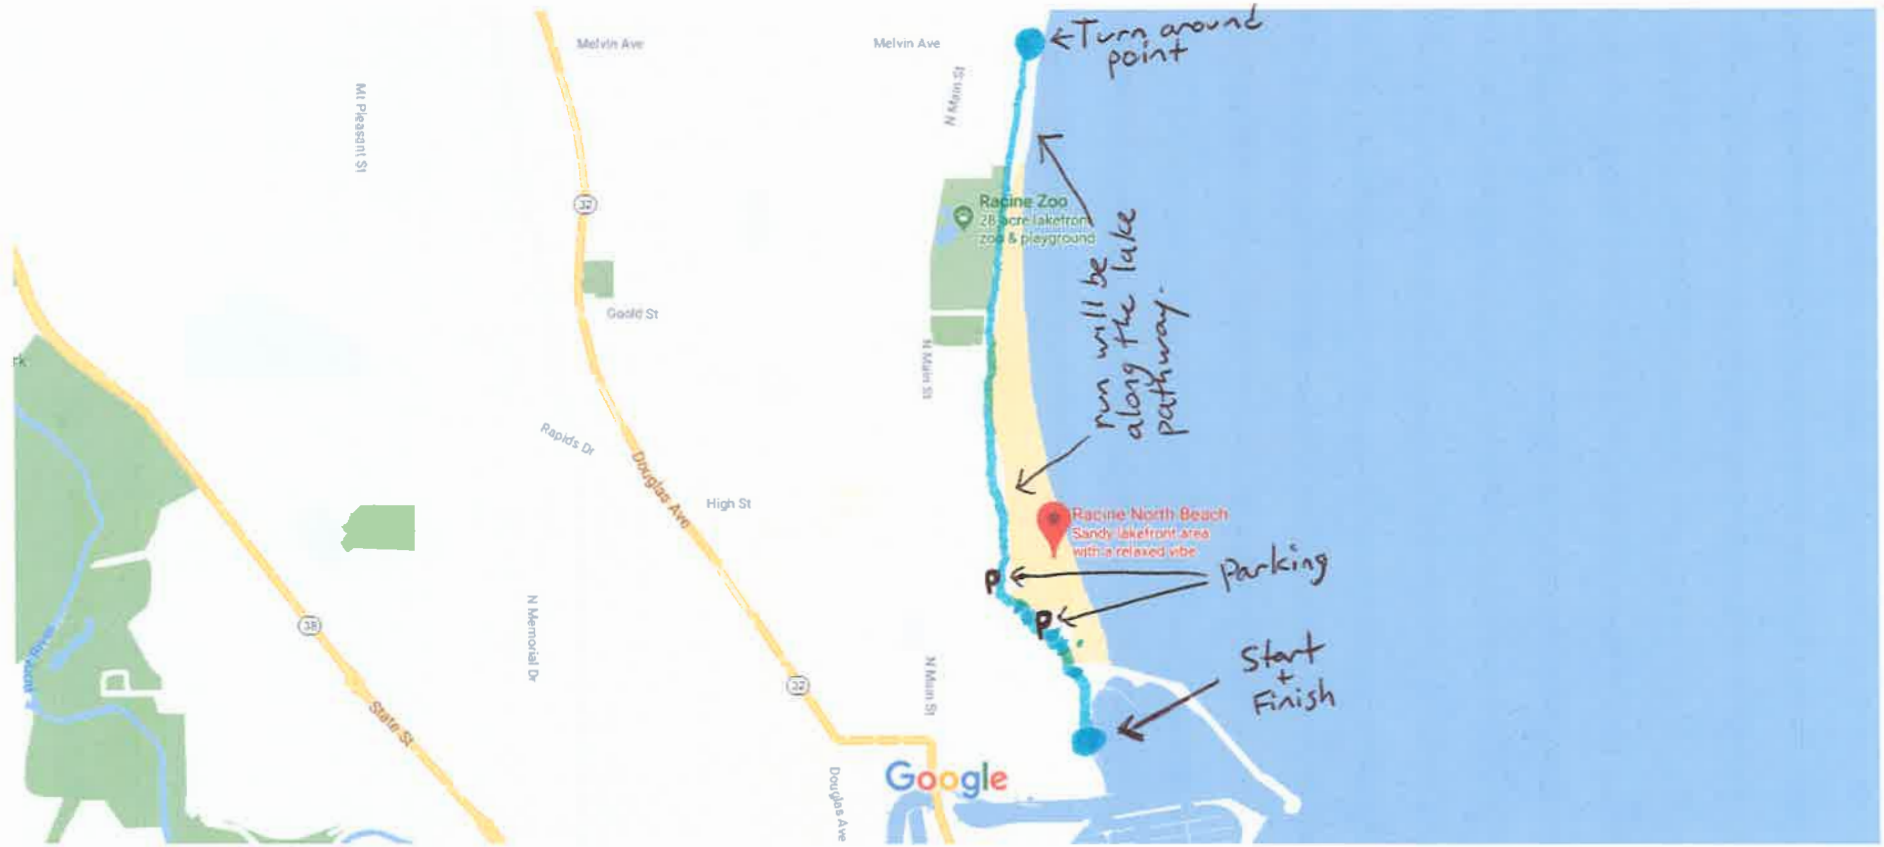 Melvin Ave
Melvin Ave
← Turn around
point
Mt Pleasant St
N Main St
32
Racine Zoo
28-acre lakefront
zoo & playground
run will be
along the lake
pathway.
Goold St
N Main St
rk
Rapids Dr
Douglas Ave
High St
Racine North Beach
Sandy lakefront area
with a relaxed vibe
P
Parking
P
38
N Memorial Dr
Start
+
Finish
N Main St
32
State St
River
Google
Douglas Ave